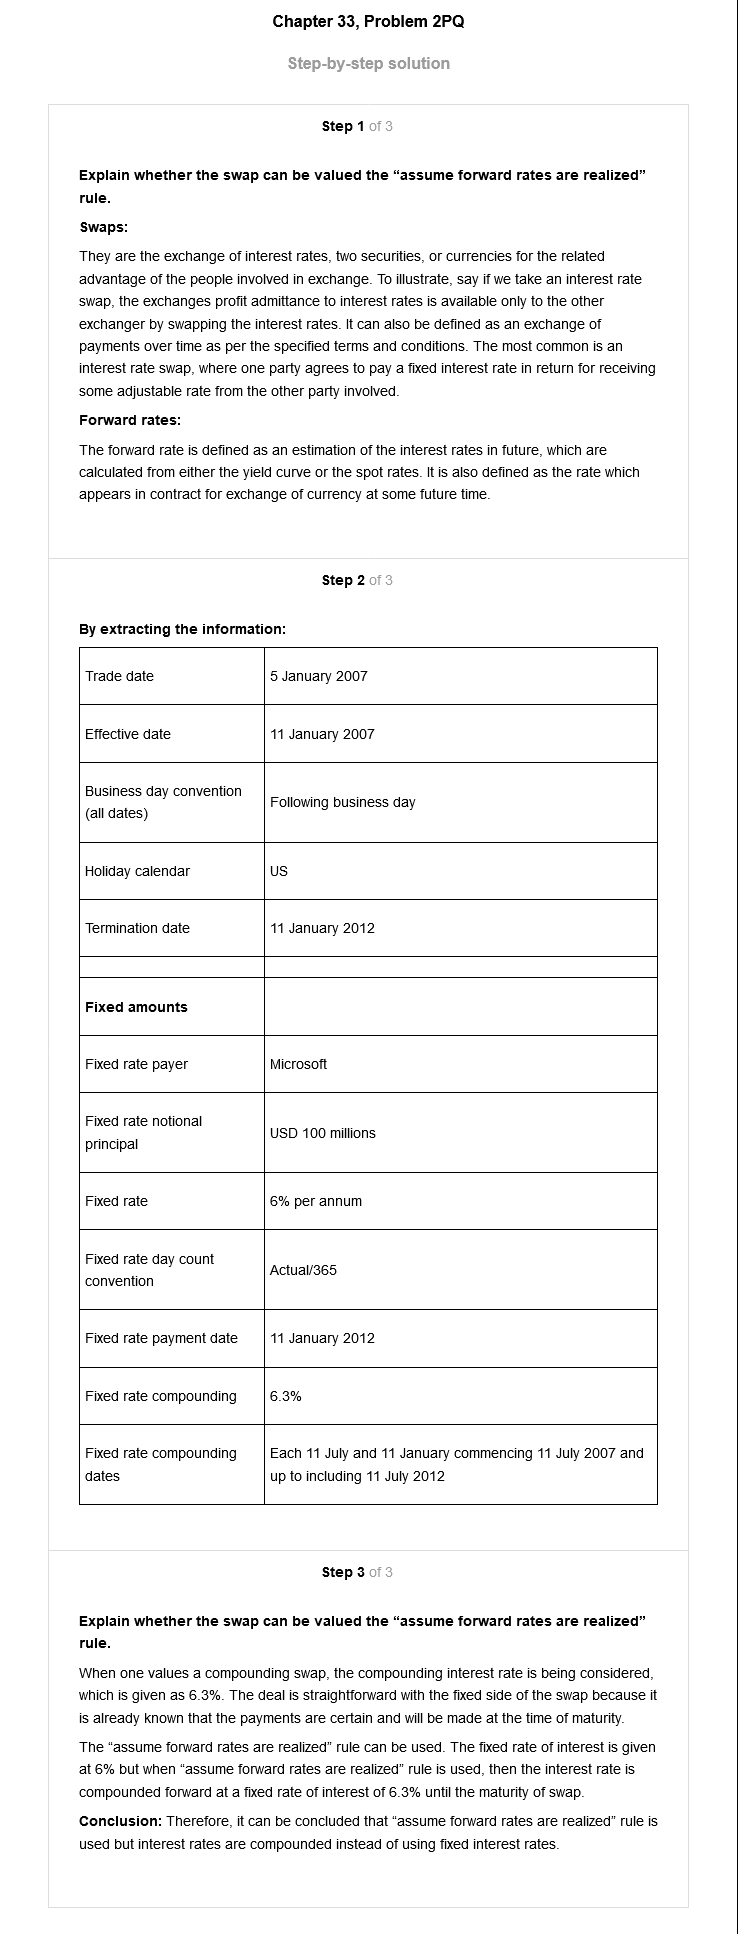 Chapter 33, Problem 2PQ
Step-by-step solution
Step 1 of 3
Explain whether the swap can be valued the “assume forward rates are realized”
rule.
Swaps:
They are the exchange of interest rates, two securities, or currencies for the related
advantage of the people involved in exchange. To illustrate, say if we take an interest rate
swap, the exchanges profit admittance to interest rates is available only to the other
exchanger by swapping the interest rates. It can also be defined as an exchange of
payments over time as per the specified terms and conditions. The most common is an
interest rate swap, where one party agrees to pay a fixed interest rate in return for receiving
some adjustable rate from the other party involved.
Forward rates:
The forward rate is defined as an estimation of the interest rates in future, which are
calculated from either the yield curve or the spot rates. It is also defined as the rate which
appears in contract for exchange of currency at some future time.
Step 2 of 3
By extracting the information:
Trade date
5 January 2007
Effective date
11 January 2007
Business day convention
(all dates)
Following business day
Holiday calendar
US
Termination date
11 January 2012
Fixed amounts
Fixed rate payer
Microsoft
Fixed rate notional
principal
USD 100 millions
Fixed rate
6% per annum
Fixed rate day count
convention
Actual/365
Fixed rate payment date
11 January 2012
Fixed rate compounding
6.3%
Fixed rate compounding
dates
Each 11 July and 11 January commencing 11 July 2007 and
up to including 11 July 2012
Step 3 of 3
Explain whether the swap can be valued the “assume forward rates are realized”
rule.
When one values a compounding swap, the compounding interest rate is being considered,
which is given as 6.3%. The deal is straightforward with the fixed side of the swap because it
is already known that the payments are certain and will be made at the time of maturity.
The “assume forward rates are realized” rule can be used. The fixed rate of interest is given
at 6% but when “assume forward rates are realized” rule is used, then the interest rate is
compounded forward at a fixed rate of interest of 6.3% until the maturity of swap.
Conclusion: Therefore, it can be concluded that “assume forward rates are realized” rule is
used but interest rates are compounded instead of using fixed interest rates.